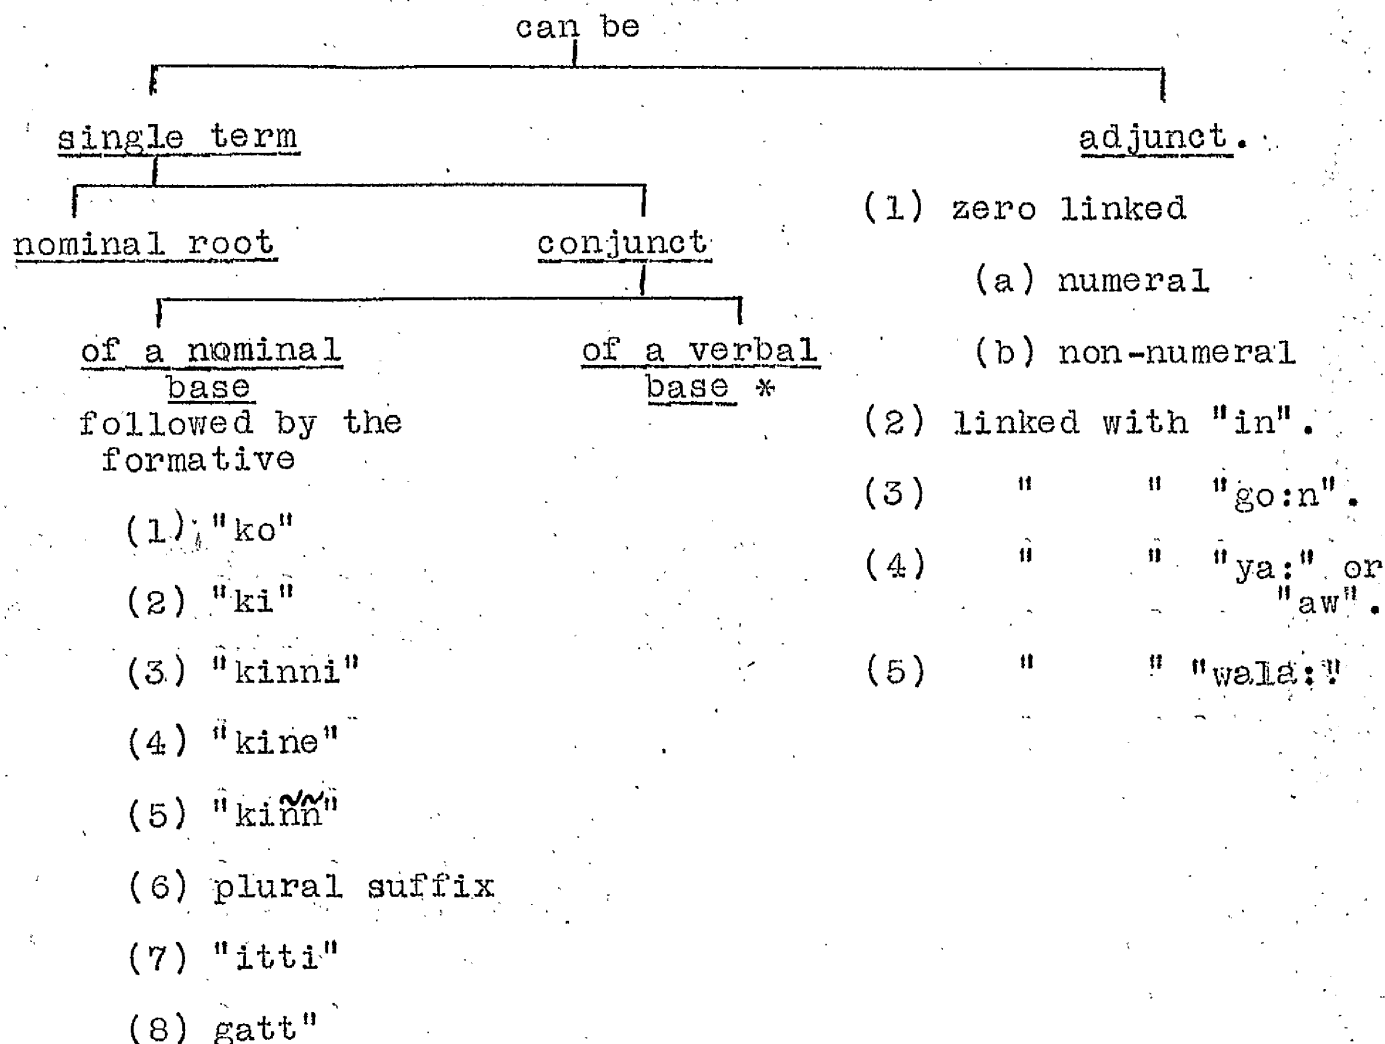 can be
single term
adjunct.
nominal root
conjunct
of a nominal
base
followed by the
formative
(1) "ko"
(2) "ki"
(3) "kinni"
(4) "kine"
(5) "kiññ"
(6) plural suffix
(7) "itti"
(8) gatt"
of a verbal
base *
(1) zero linked
(a) numeral
(b) non-numeral
(2) linked with "in".
(3) " " "go:n".
(4) " " "ya:" or
"aw".
(5) " " "wala:"